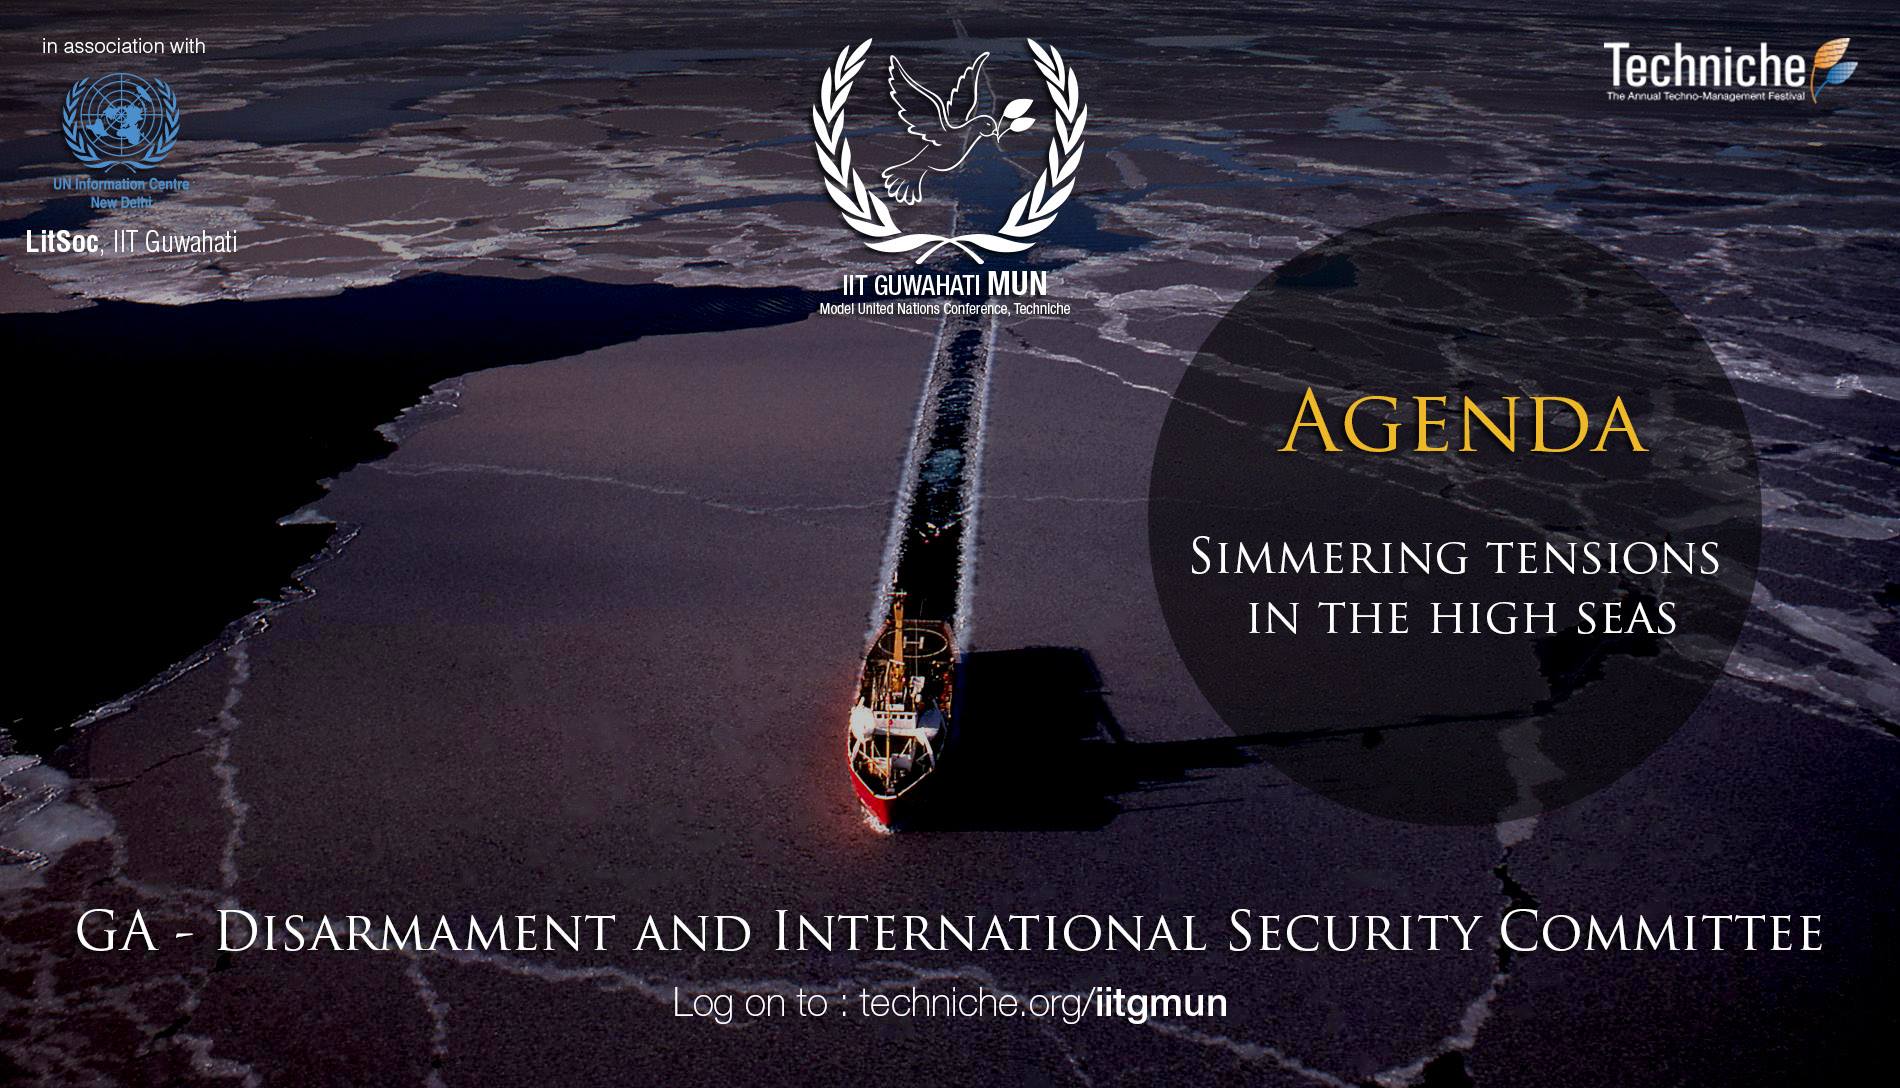 in association with
UN Information Centre
New Delhi
LitSoc, IIT Guwahati
IIT GUWAHATI MUN
Model United Nations Conference, Techniche
Techniche
The Annual Techno-Management Festival
AGENDA
SIMMERING TENSIONS
IN THE HIGH SEAS
H
GA - DISARMAMENT AND INTERNATIONAL SECURITY COMMITTEE
Log on to : techniche.org/iitgmun